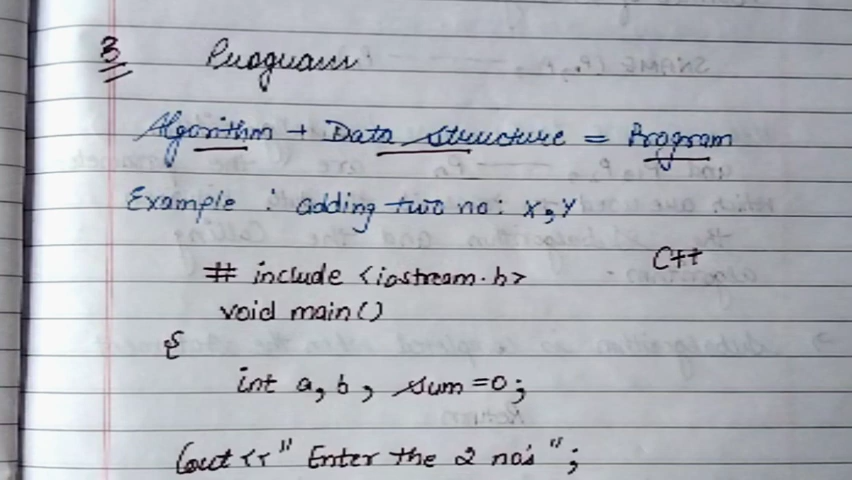 3 Program:
Algorithm + Data structure = Program
Example : adding two no: x, y
C++
# include <iostream.h>
void main()
{
int a, b, sum = 0;
Cout << " Enter the 2 no's ";